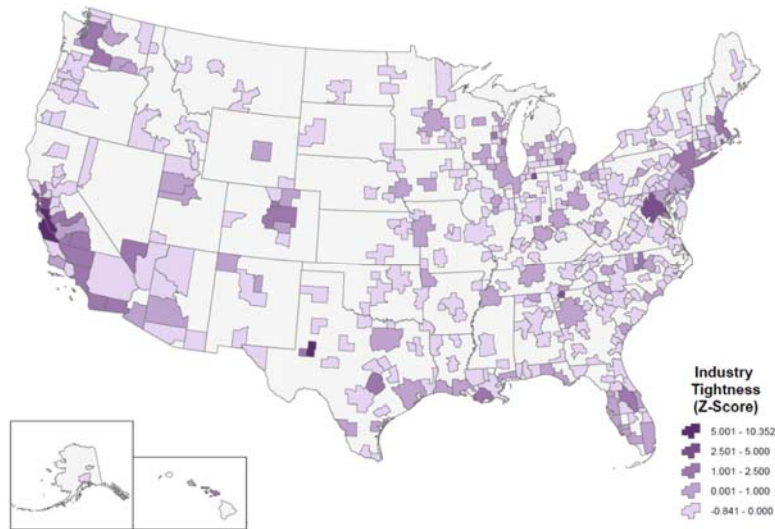 Industry
Tightness
(Z-Score)
5.001 - 10.352
2.501 - 5.000
1.001 - 2.500
0.001 - 1.000
-0.841 - 0.000